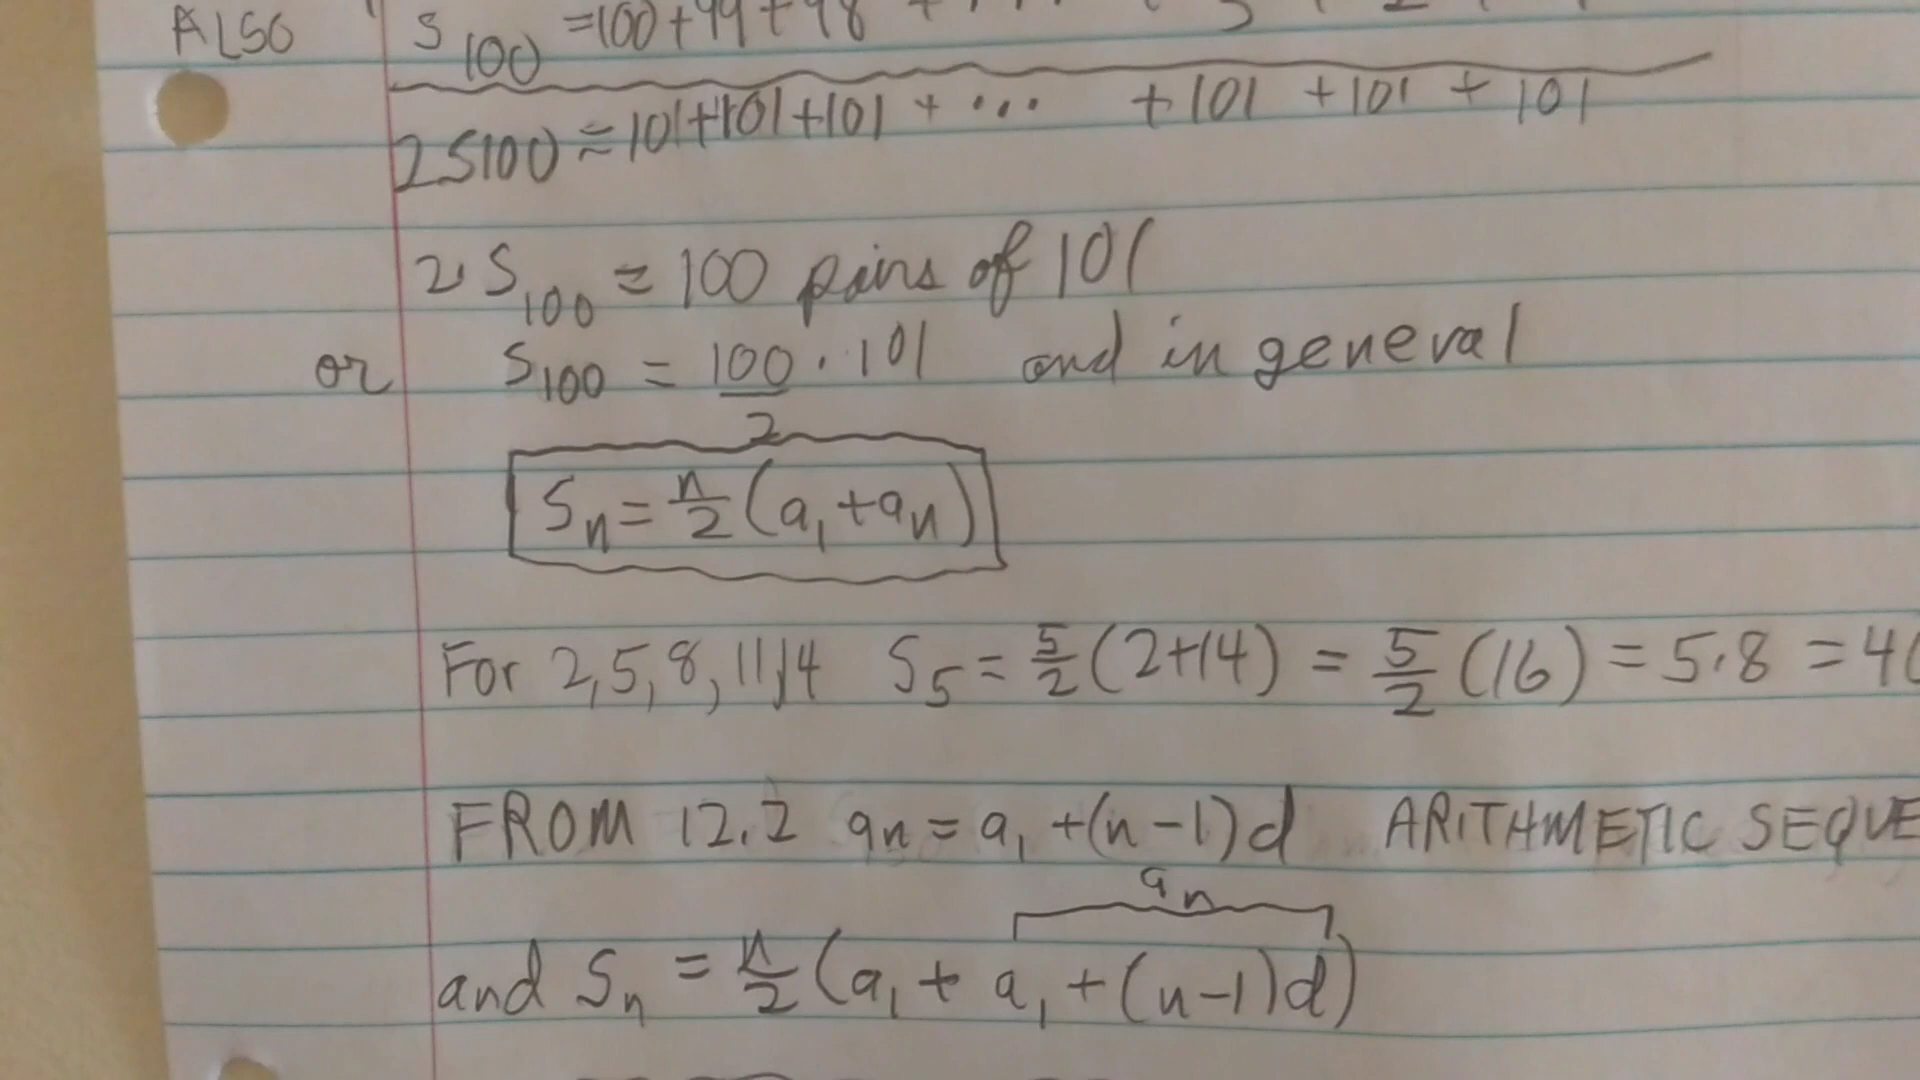 ALSO S100 =100+99+98 + ... + 3 + 2 +
2S100 = 101+101+101 + ... +101 +101 + 101
2·S100 = 100 pairs of 101
or S100 = 100/2 · 101 and in general
Sn = n/2 (a1+an)
For 2,5,8,11,14 S5 = 5/2 (2+14) = 5/2 (16) = 5·8 = 40
FROM 12.2 an = a1 +(n-1)d ARITHMETIC SEQUE
an
and Sn = n/2 (a1 + a1 + (n-1)d)